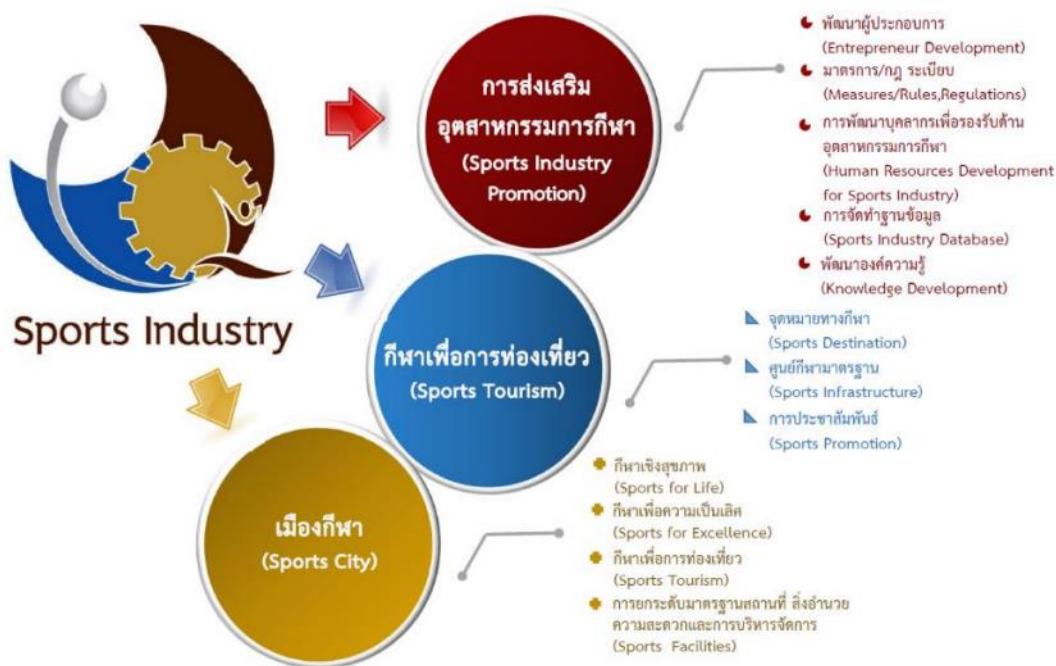 Sports Industry
การส่งเสริม
อุตสาหกรรมการกีฬา
(Sports Industry
Promotion)
พัฒนาผู้ประกอบการ
(Entrepreneur Development)
มาตรการ/กฎ ระเบียบ
(Measures/Rules,Regulations)
การพัฒนาบุคลากรเพื่อรองรับด้าน
อุตสาหกรรมการกีฬา
(Human Resources Development
for Sports Industry)
การจัดทำฐานข้อมูล
(Sports Industry Database)
พัฒนาองค์ความรู้
(Knowledge Development)
กีฬาเพื่อการท่องเที่ยว
(Sports Tourism)
จุดหมายทางกีฬา
(Sports Destination)
ศูนย์กีฬามาตรฐาน
(Sports Infrastructure)
การประชาสัมพันธ์
(Sports Promotion)
เมืองกีฬา
(Sports City)
กีฬาเชิงสุขภาพ
(Sports for Life)
กีฬาเพื่อความเป็นเลิศ
(Sports for Excellence)
กีฬาเพื่อการท่องเที่ยว
(Sports Tourism)
การยกระดับมาตรฐานสถานที่ สิ่งอำนวย
ความสะดวกและการบริหารจัดการ
(Sports Facilities)